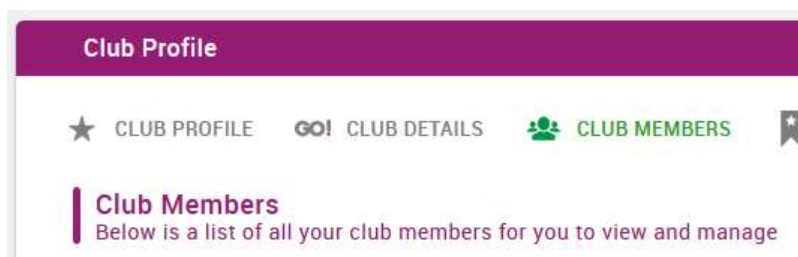 Club Profile
CLUB PROFILE GO! CLUB DETAILS CLUB MEMBERS
Club Members
Below is a list of all your club members for you to view and manage